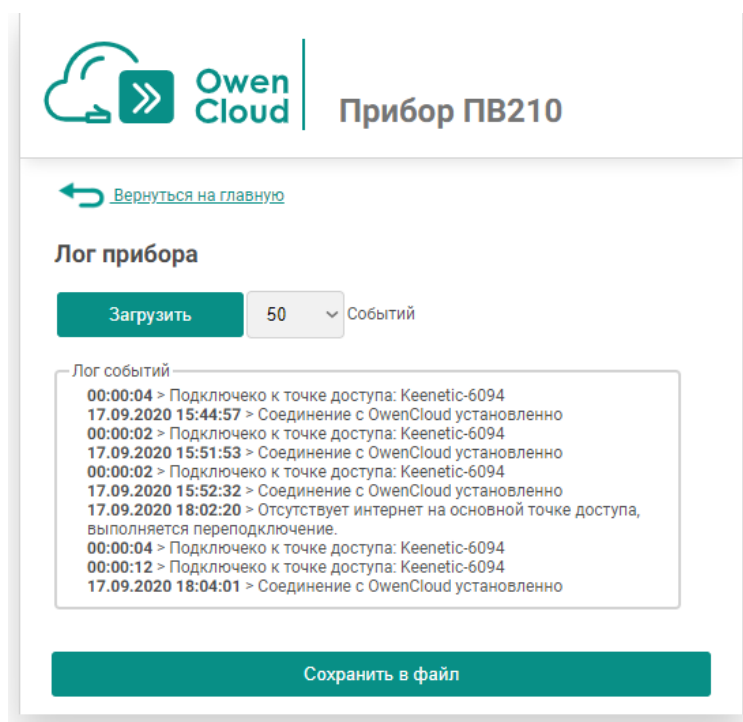 Owen
Cloud
Прибор ПВ210
Вернуться на главную
Лог прибора
Загрузить 50 Событий
Лог событий
00:00:04 > Подключеко к точке доступа: Keenetic-6094
17.09.2020 15:44:57 > Соединение с OwenCloud установленно
00:00:02 > Подключеко к точке доступа: Keenetic-6094
17.09.2020 15:51:53 > Соединение с OwenCloud установленно
00:00:02 > Подключеко к точке доступа: Keenetic-6094
17.09.2020 15:52:32 > Соединение с OwenCloud установленно
17.09.2020 18:02:20 > Отсутствует интернет на основной точке доступа,
выполняется переподключение.
00:00:04 > Подключеко к точке доступа: Keenetic-6094
00:00:12 > Подключеко к точке доступа: Keenetic-6094
17.09.2020 18:04:01 > Соединение с OwenCloud установленно
Сохранить в файл